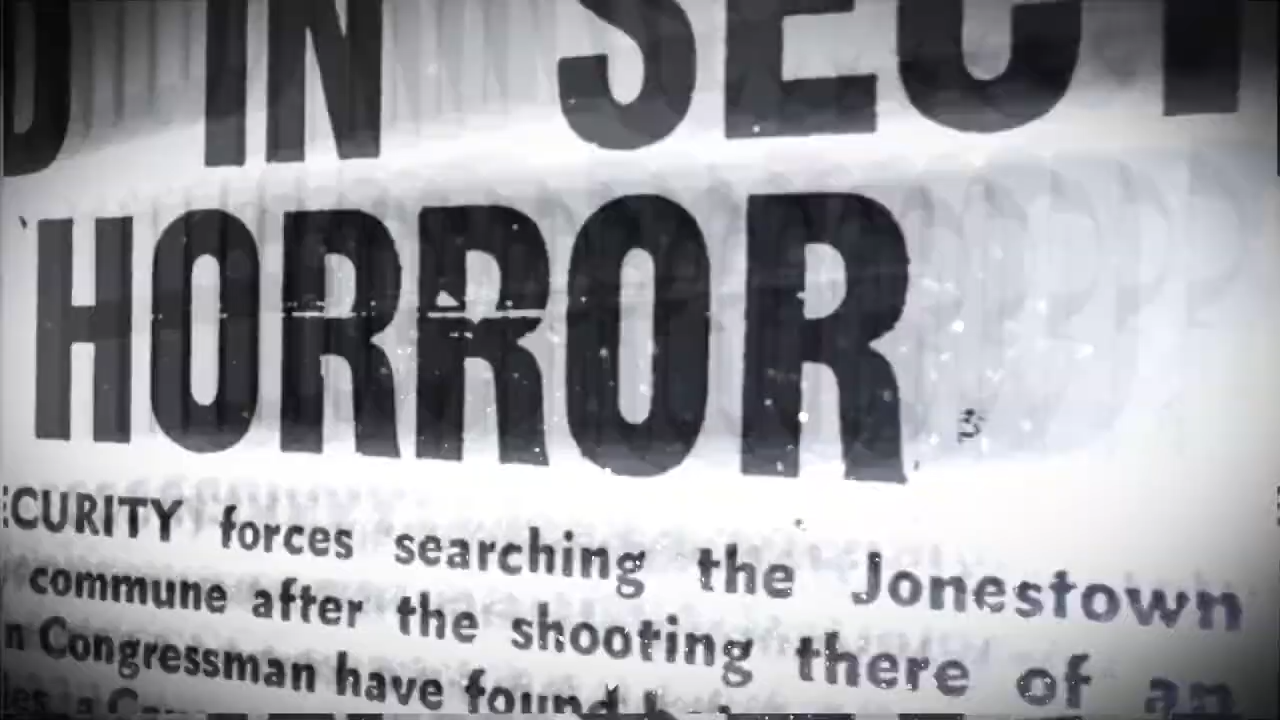 D IN SECT
HORROR
ECURITY forces searching the Jonestown
commune after the shooting there of an
n Congressman have found